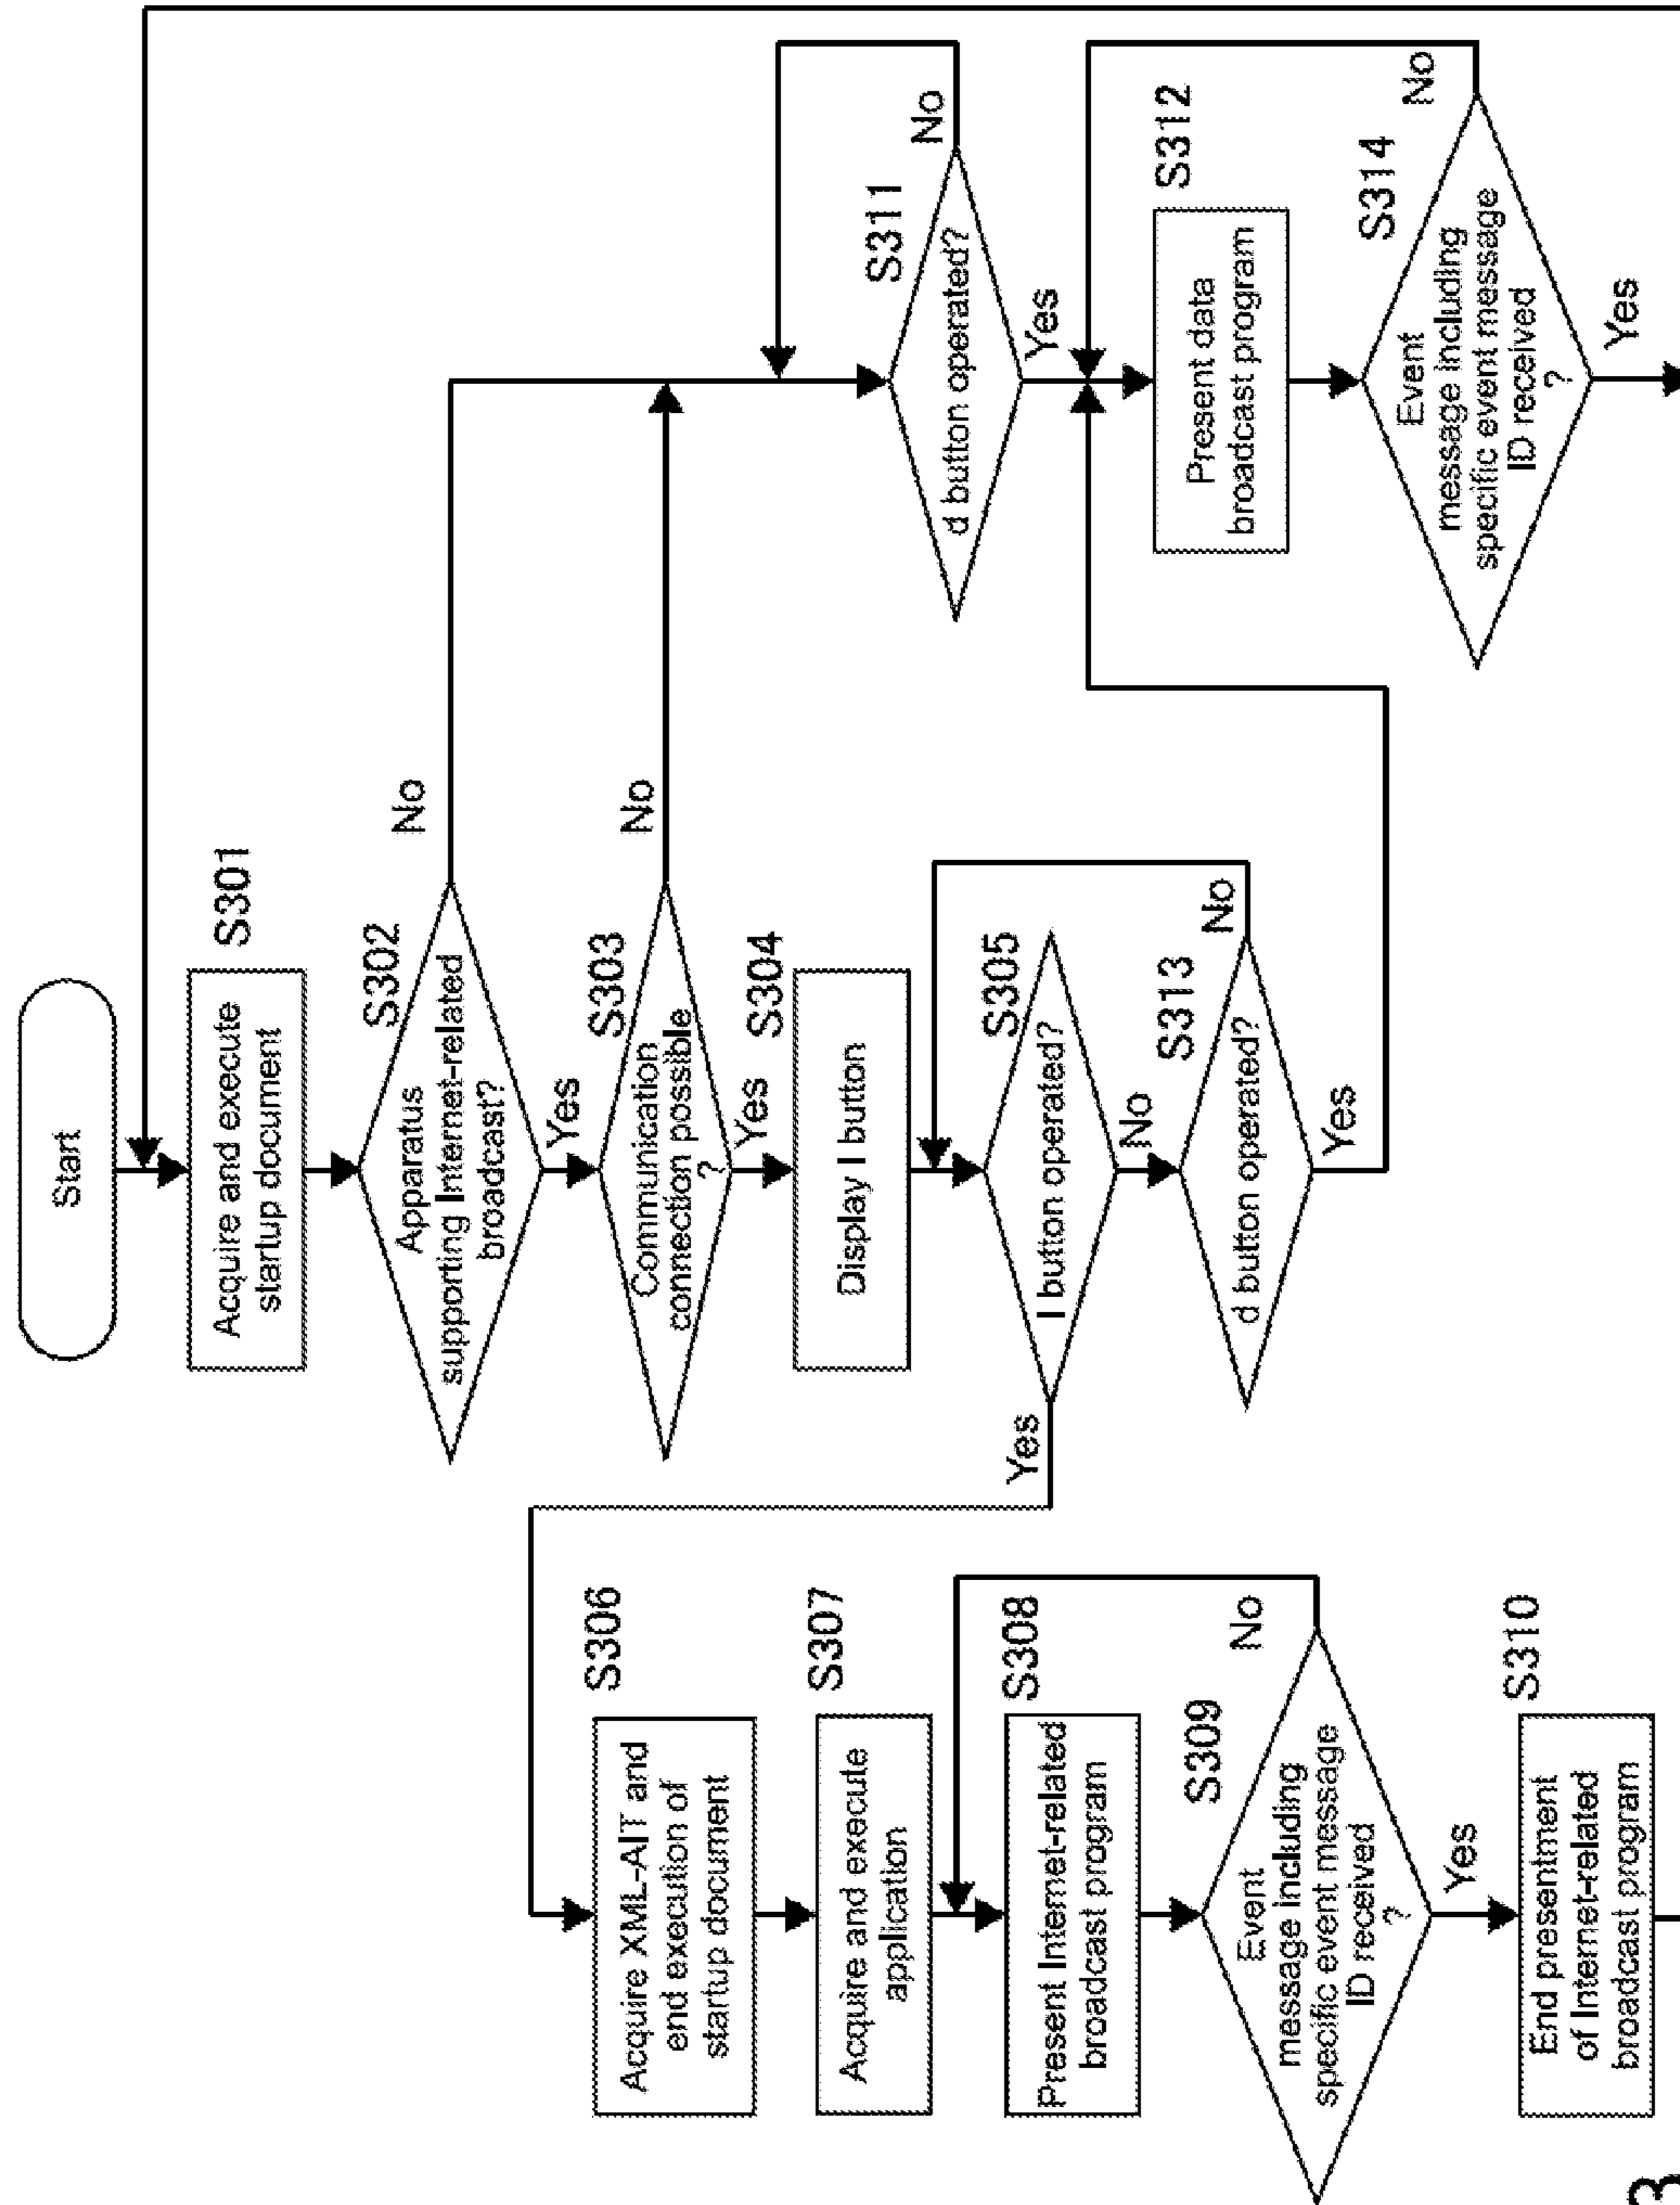 Start
S301
Acquire and execute
startup document
S302
Apparatus
supporting Internet-related
broadcast?
No
Yes
S303
Communication
connection possible
?
No
Yes
S304
Display I button
S305
I button operated?
Yes
No
S313
d button operated?
No
Yes
S306
Acquire XML-AIT and
end execution of
startup document
S307
Acquire and execute
application
S308
Present Internet-related
broadcast program
S309
Event
message including
specific event message
ID received
?
No
Yes
S310
End presentment
of Internet-related
broadcast program
S311
d button operated?
No
Yes
S312
Present data
broadcast program
S314
Event
message including
specific event message
ID received
?
No
Yes
3